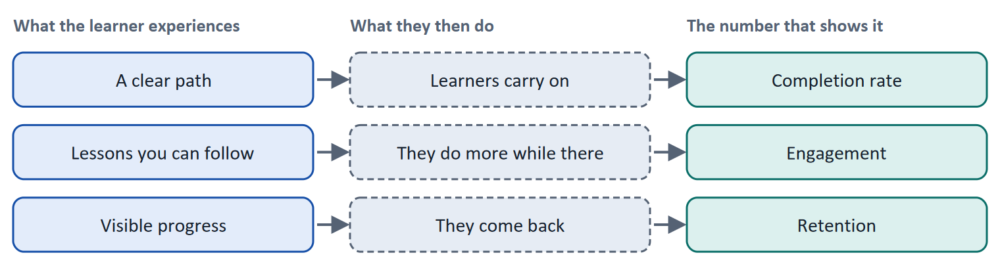 What the learner experiences
What they then do
The number that shows it
A clear path
Learners carry on
Completion rate
Lessons you can follow
They do more while there
Engagement
Visible progress
They come back
Retention